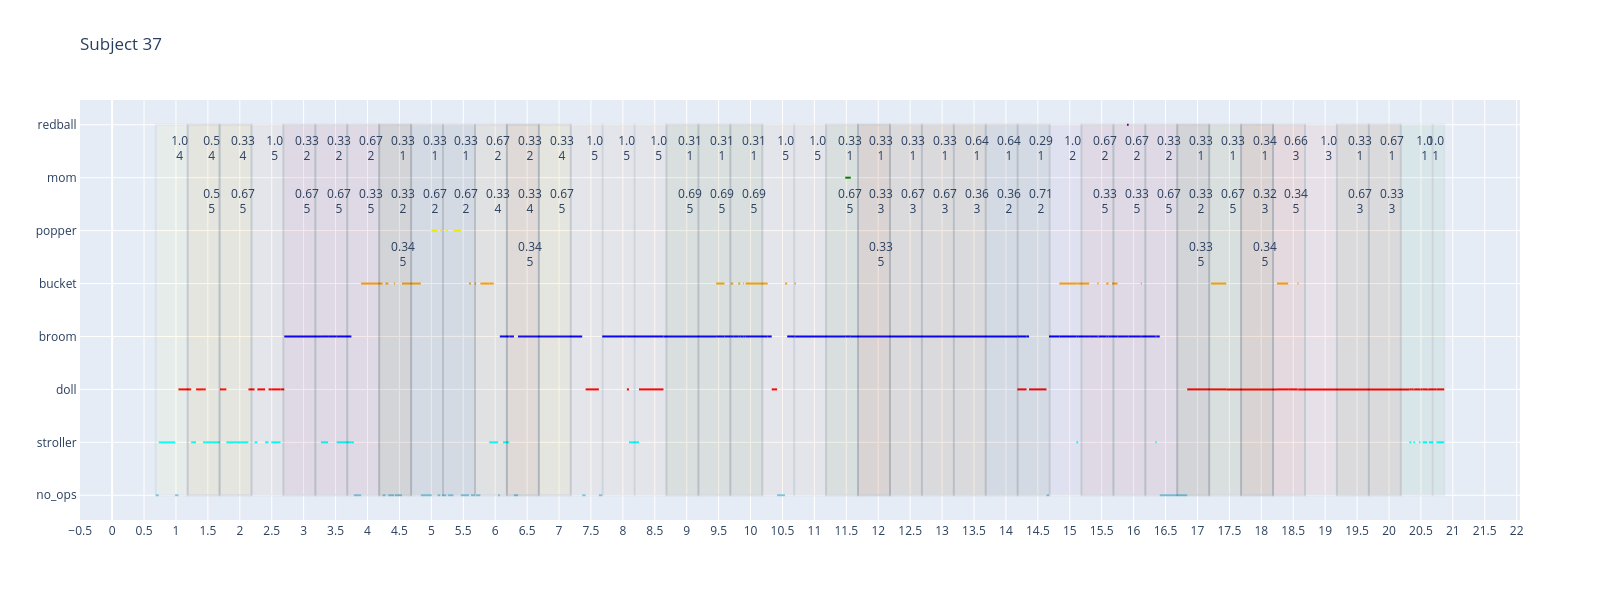 Subject 37
redball
1.0 0.5 0.33 1.0 0.33 0.33 0.67 0.33 0.33 0.33 0.67 0.33 0.33 1.0 1.0 1.0 0.31 0.31 0.31 1.0 1.0 0.33 0.33 0.33 0.33 0.64 0.64 0.29 1.0 0.67 0.67 0.33 0.33 0.33 0.34 0.66 1.0 0.33 0.67 1.0 1.0
4 4 4 5 2 2 2 1 1 1 2 2 4 5 5 5 1 1 1 5 5 1 1 1 1 1 1 1 2 2 2 2 1 1 1 3 3 1 1 1 1
mom
0.5 0.67 0.67 0.67 0.33 0.33 0.67 0.67 0.33 0.33 0.67 0.69 0.69 0.69 0.67 0.33 0.67 0.67 0.36 0.36 0.71 0.33 0.33 0.67 0.33 0.67 0.32 0.34 0.67 0.33
5 5 5 5 5 2 2 2 4 4 5 5 5 5 5 3 3 3 3 2 2 5 5 5 2 5 3 5 3 3
popper
0.34 0.34 0.33 0.33 0.34
5 5 5 5 5
bucket
broom
doll
stroller
no_ops
−0.5 0 0.5 1 1.5 2 2.5 3 3.5 4 4.5 5 5.5 6 6.5 7 7.5 8 8.5 9 9.5 10 10.5 11 11.5 12 12.5 13 13.5 14 14.5 15 15.5 16 16.5 17 17.5 18 18.5 19 19.5 20 20.5 21 21.5 22